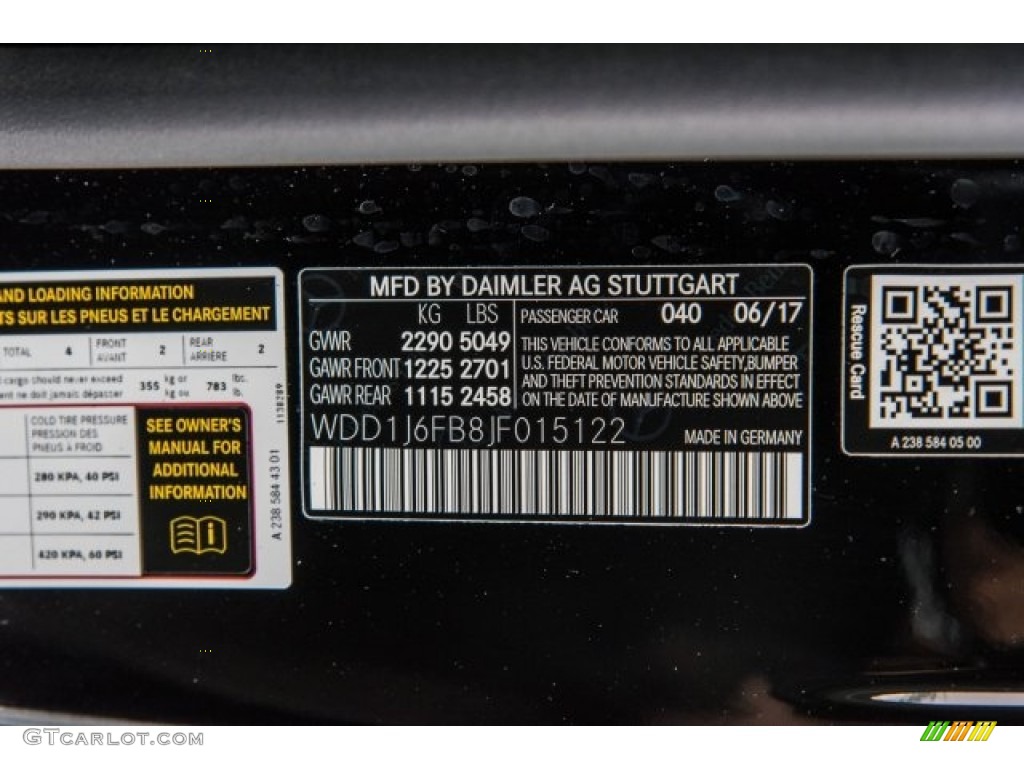 AND LOADING INFORMATION
TS SUR LES PNEUS ET LE CHARGEMENT
TOTAL 4 FRONT AVANT 2 REAR ARRIÈRE 2
cargo should never exceed 355 kg or 783 lbs.
ent ne doit jamais dépasser kg ou lb.
COLD TIRE PRESSURE
PRESSION DES
PNEUS À FROID
280 KPA, 40 PSI
290 KPA, 42 PSI
420 KPA, 60 PSI
SEE OWNER'S
MANUAL FOR
ADDITIONAL
INFORMATION
A 238 584 43 01
MFD BY DAIMLER AG STUTTGART
KG LBS
GVWR 2290 5049
GAWR FRONT 1225 2701
GAWR REAR 1115 2458
PASSENGER CAR 040 06/17
THIS VEHICLE CONFORMS TO ALL APPLICABLE
U.S. FEDERAL MOTOR VEHICLE SAFETY,BUMPER
AND THEFT PREVENTION STANDARDS IN EFFECT
ON THE DATE OF MANUFACTURE SHOWN ABOVE
WDD1J6FB8JF015122 MADE IN GERMANY
Rescue Card
A 238 584 05 00
GTCarLot.com